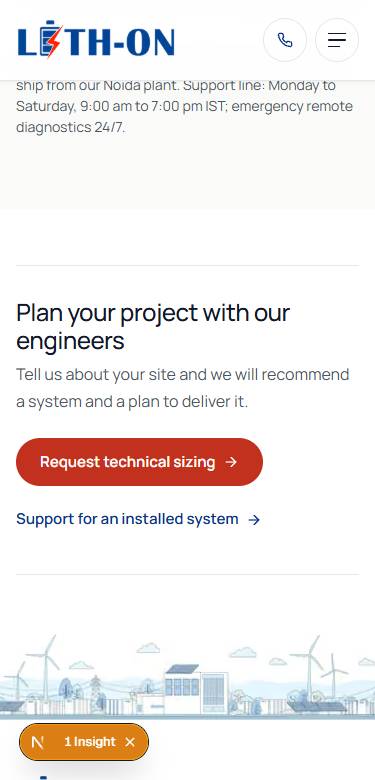 LITH-ON
ship from our Noida plant. Support line: Monday to
Saturday, 9:00 am to 7:00 pm IST; emergency remote
diagnostics 24/7.
Plan your project with our
engineers
Tell us about your site and we will recommend
a system and a plan to deliver it.
Request technical sizing →
Support for an installed system →
N 1 Insight ×